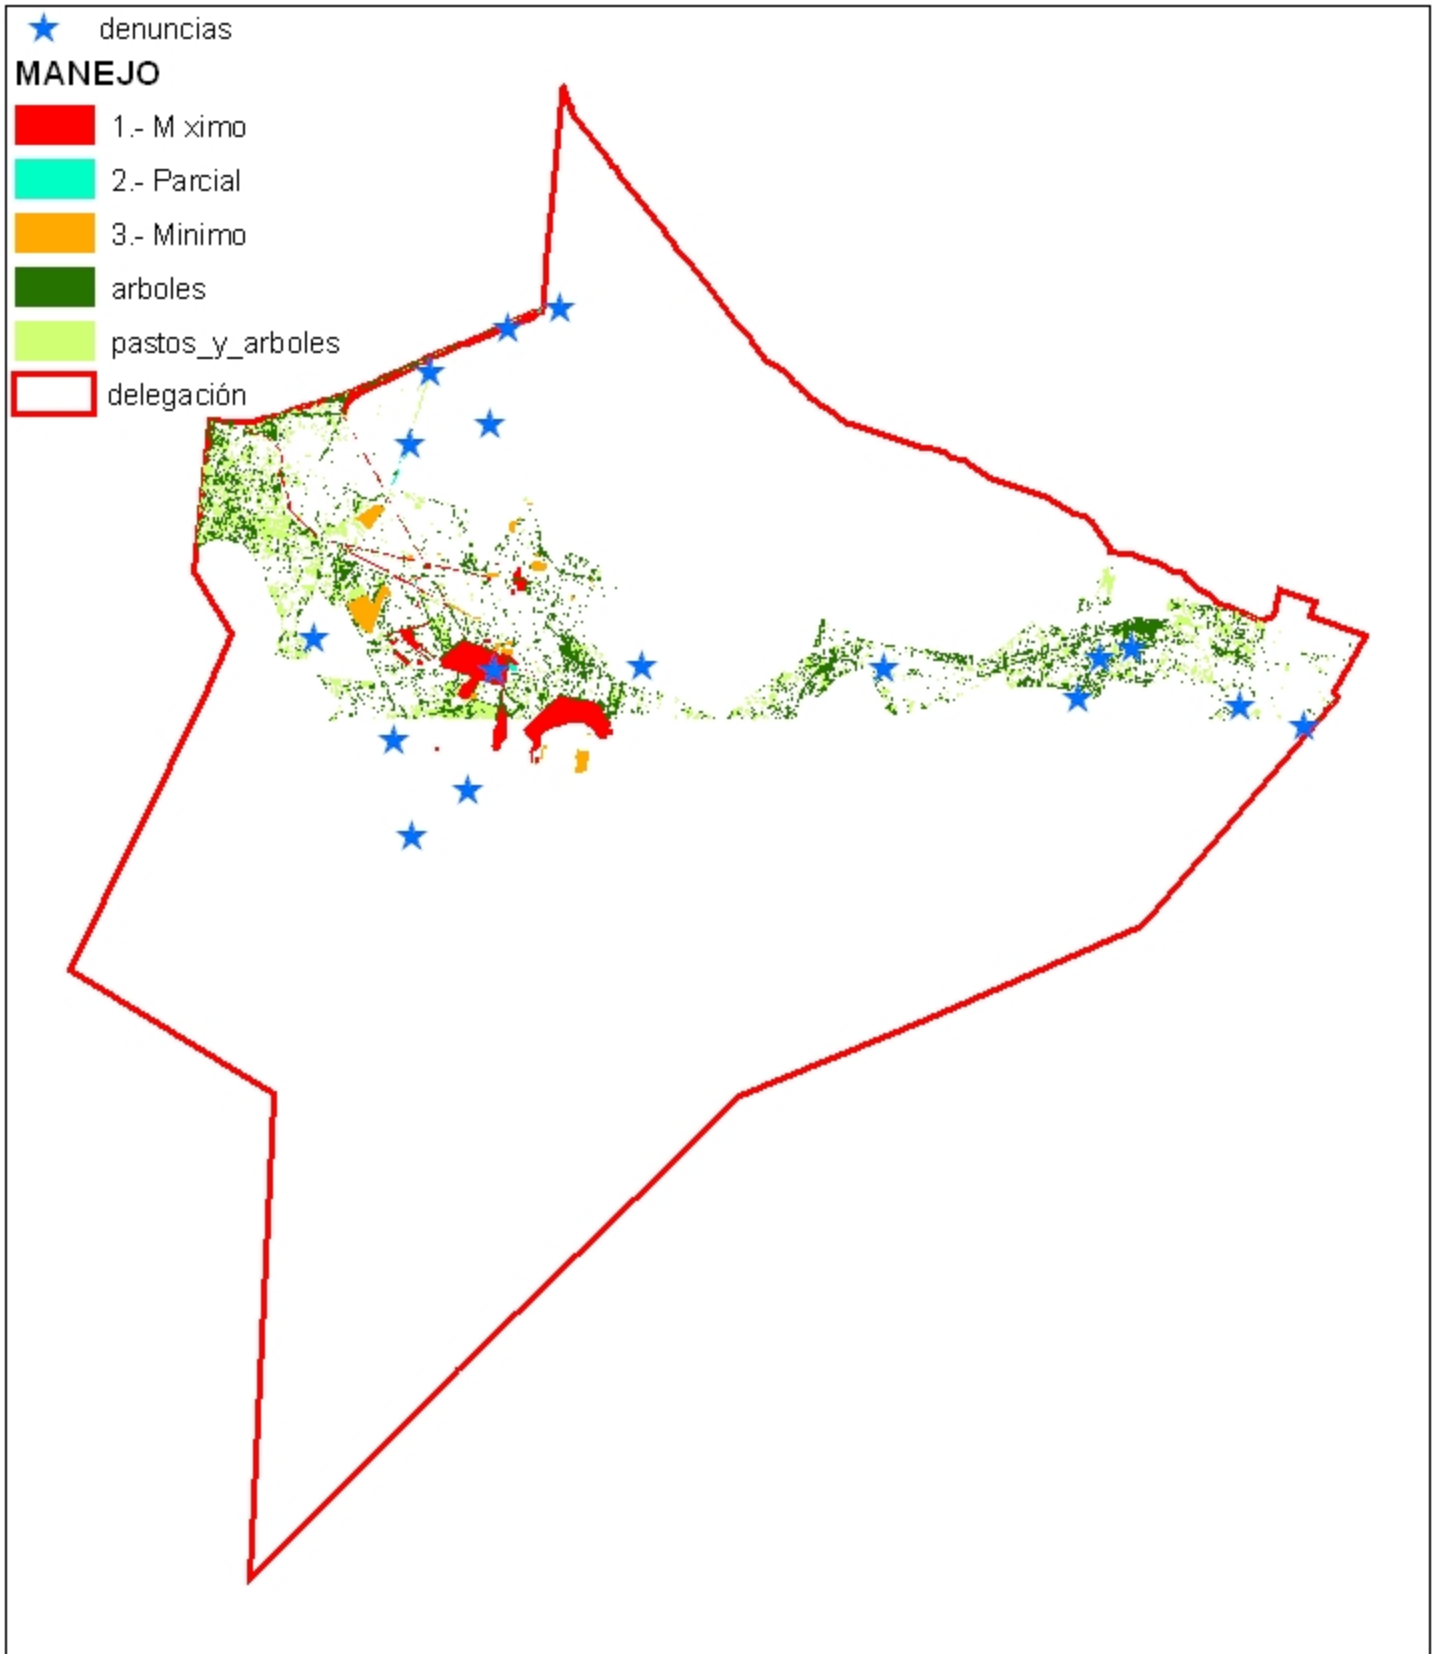 denuncias
MANEJO
1.- M ximo
2.- Parcial
3.- Minimo
arboles
pastos_y_arboles
delegación